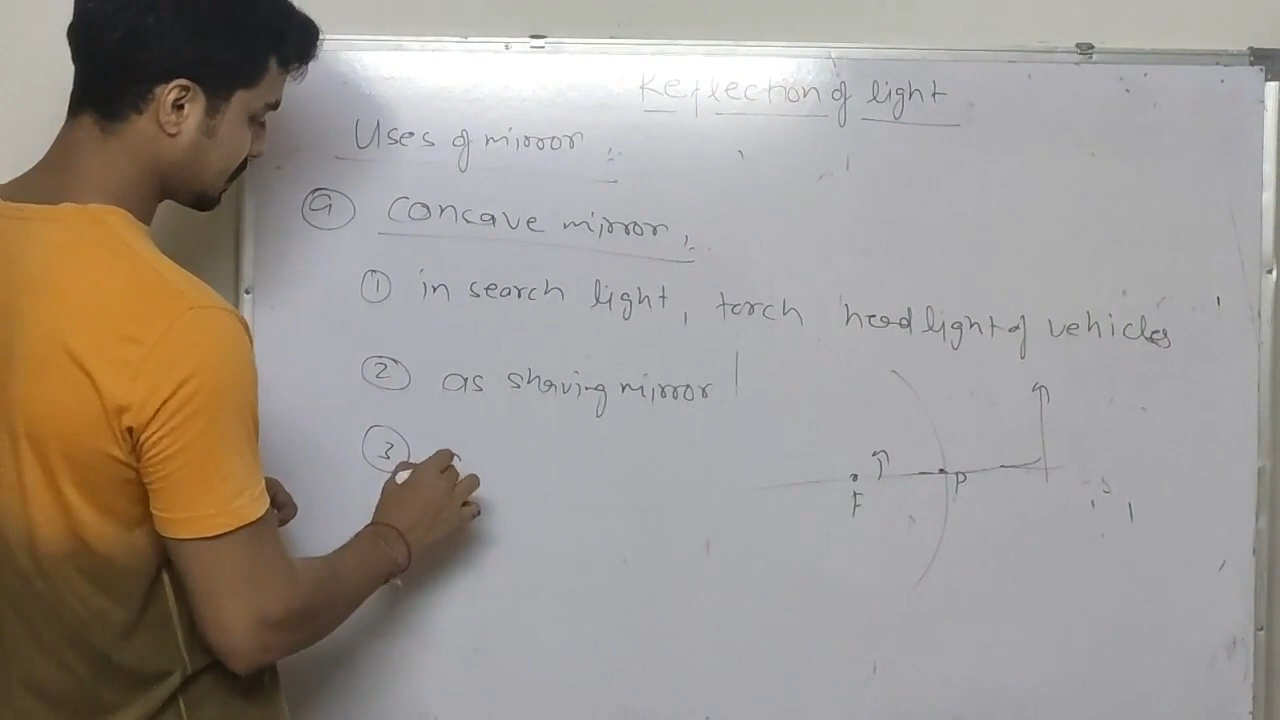 Reflection of light
Uses of mirror :
a concave mirror :
1 in search light, torch head light of vehicles
2 as shaving mirror
3
F
P